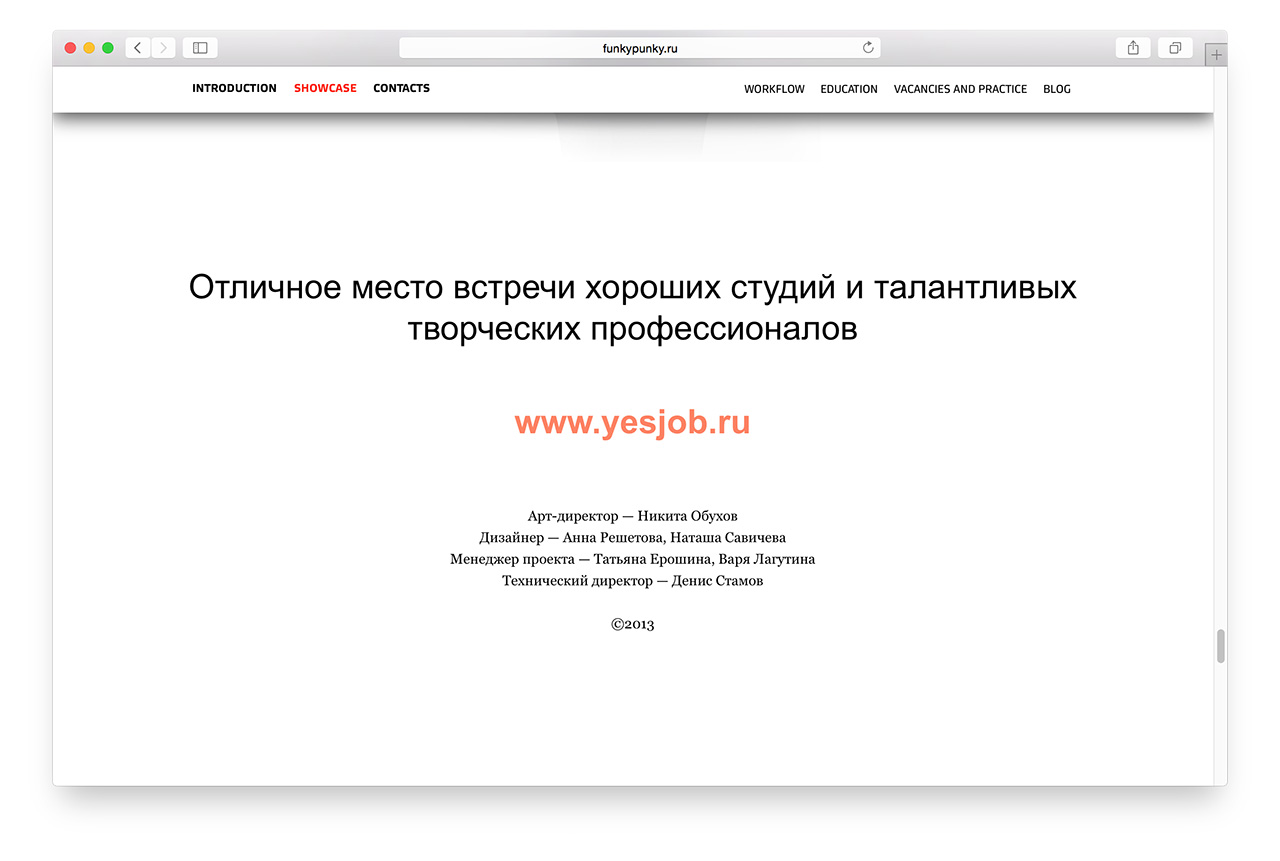 funkypunky.ru
INTRODUCTION SHOWCASE CONTACTS WORKFLOW EDUCATION VACANCIES AND PRACTICE BLOG
Отличное место встречи хороших студий и талантливых
творческих профессионалов
www.yesjob.ru
Арт-директор — Никита Обухов
Дизайнер — Анна Решетова, Наташа Савичева
Менеджер проекта — Татьяна Ерошина, Варя Лагутина
Технический директор — Денис Стамов
©2013